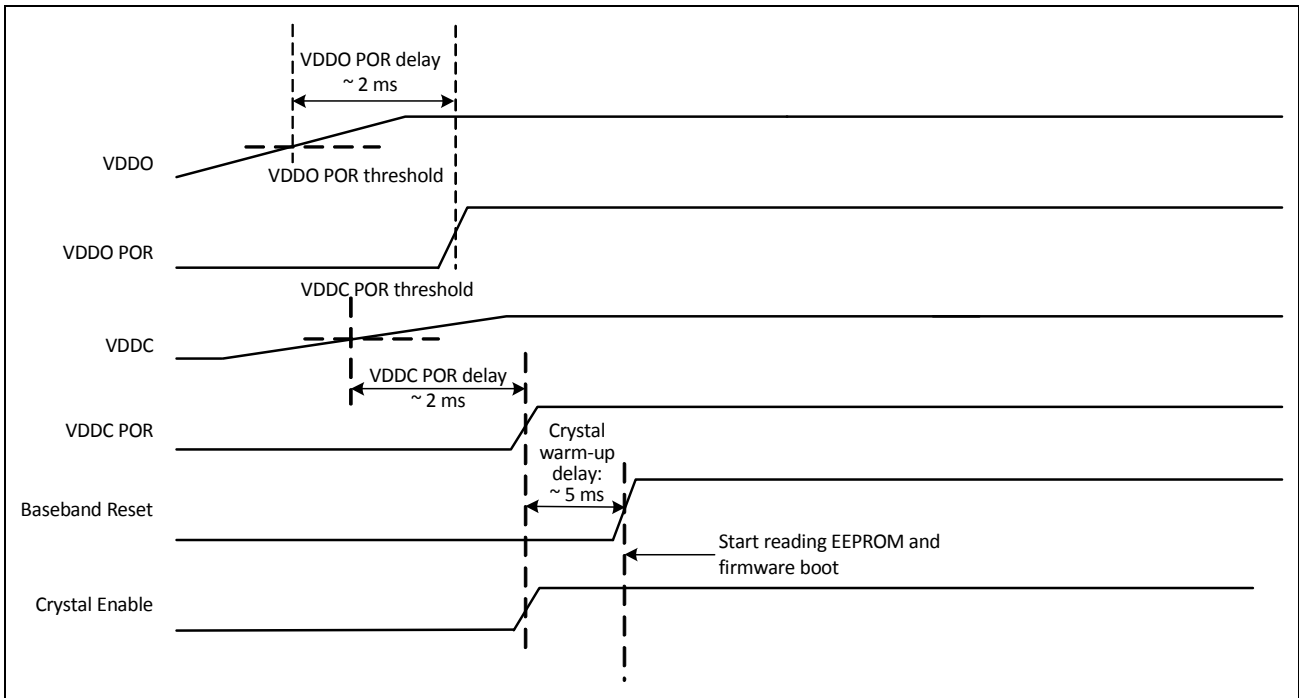 VDDO POR delay
~ 2 ms
VDDO
VDDO POR threshold
VDDO POR
VDDC POR threshold
VDDC
VDDC POR delay
~ 2 ms
VDDC POR
Crystal
warm-up
delay:
~ 5 ms
Baseband Reset
Start reading EEPROM and
firmware boot
Crystal Enable